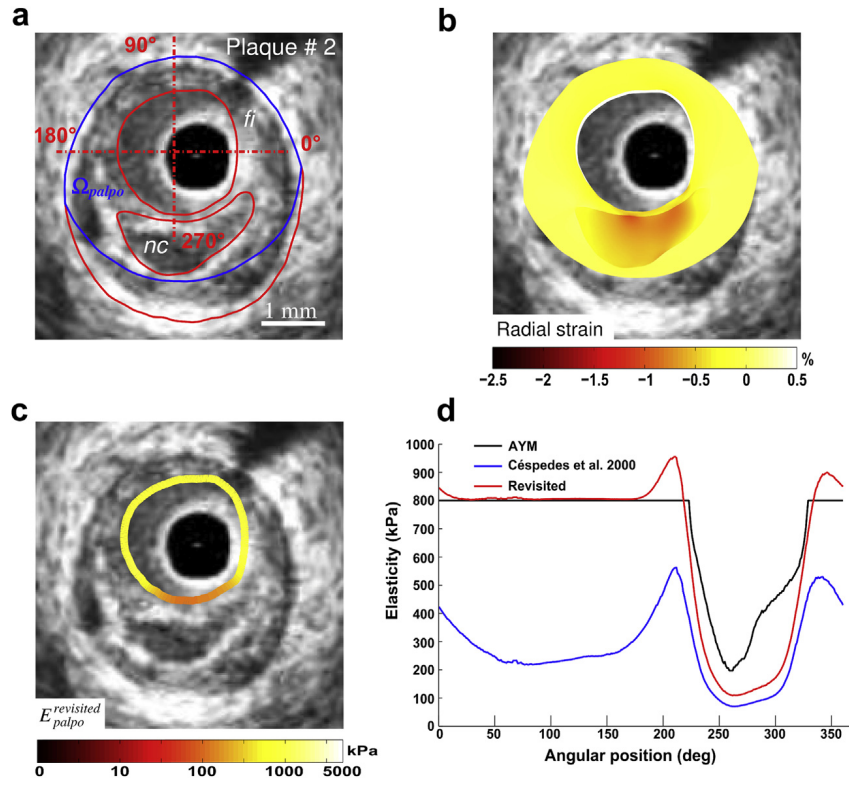 a
Plaque # 2
90°
fi
180°
0°
Ωpalpo
nc
270°
1 mm
b
Radial strain
%
−2.5 −2 −1.5 −1 −0.5 0 0.5
c
E revisited palpo
kPa
0 10 100 1000 5000
d
AYM
Céspedes et al. 2000
Revisited
Elasticity (kPa)
1000
900
800
700
600
500
400
300
200
100
0
0 50 100 150 200 250 300 350
Angular position (deg)